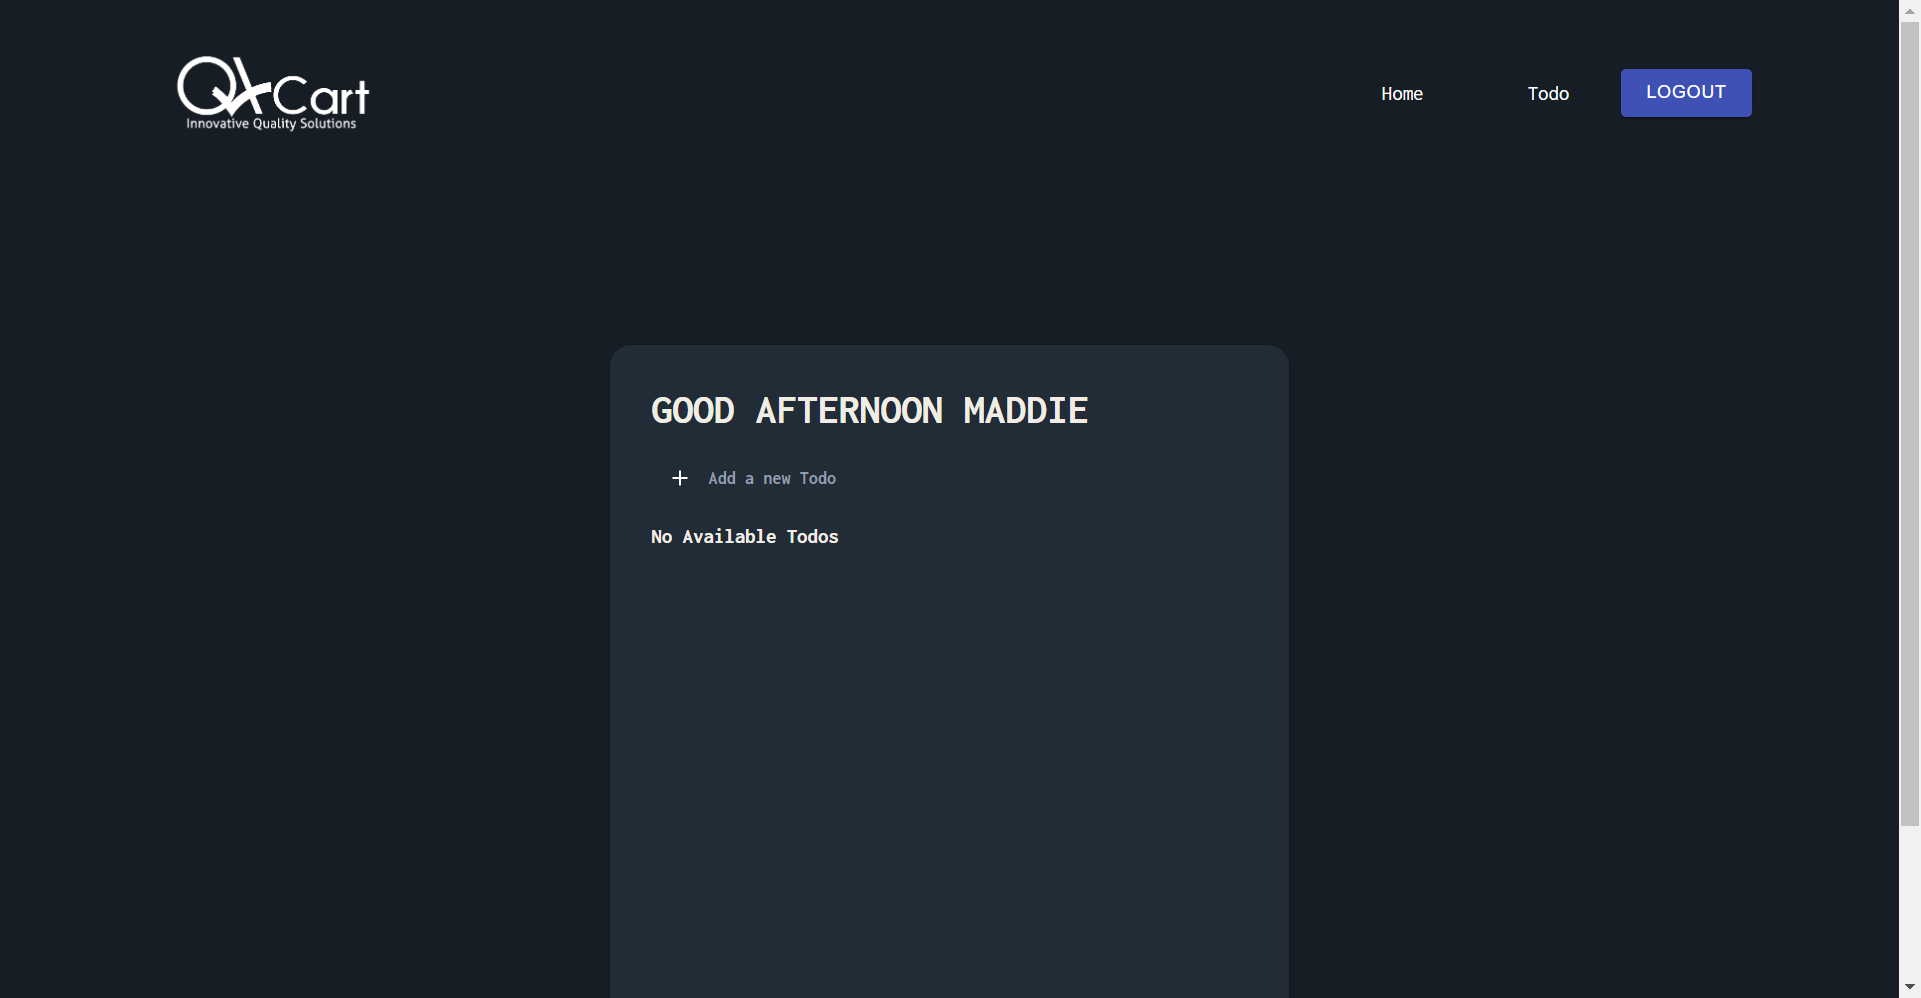 QACart
Innovative Quality Solutions
Home
Todo
LOGOUT
GOOD AFTERNOON MADDIE
+ Add a new Todo
No Available Todos